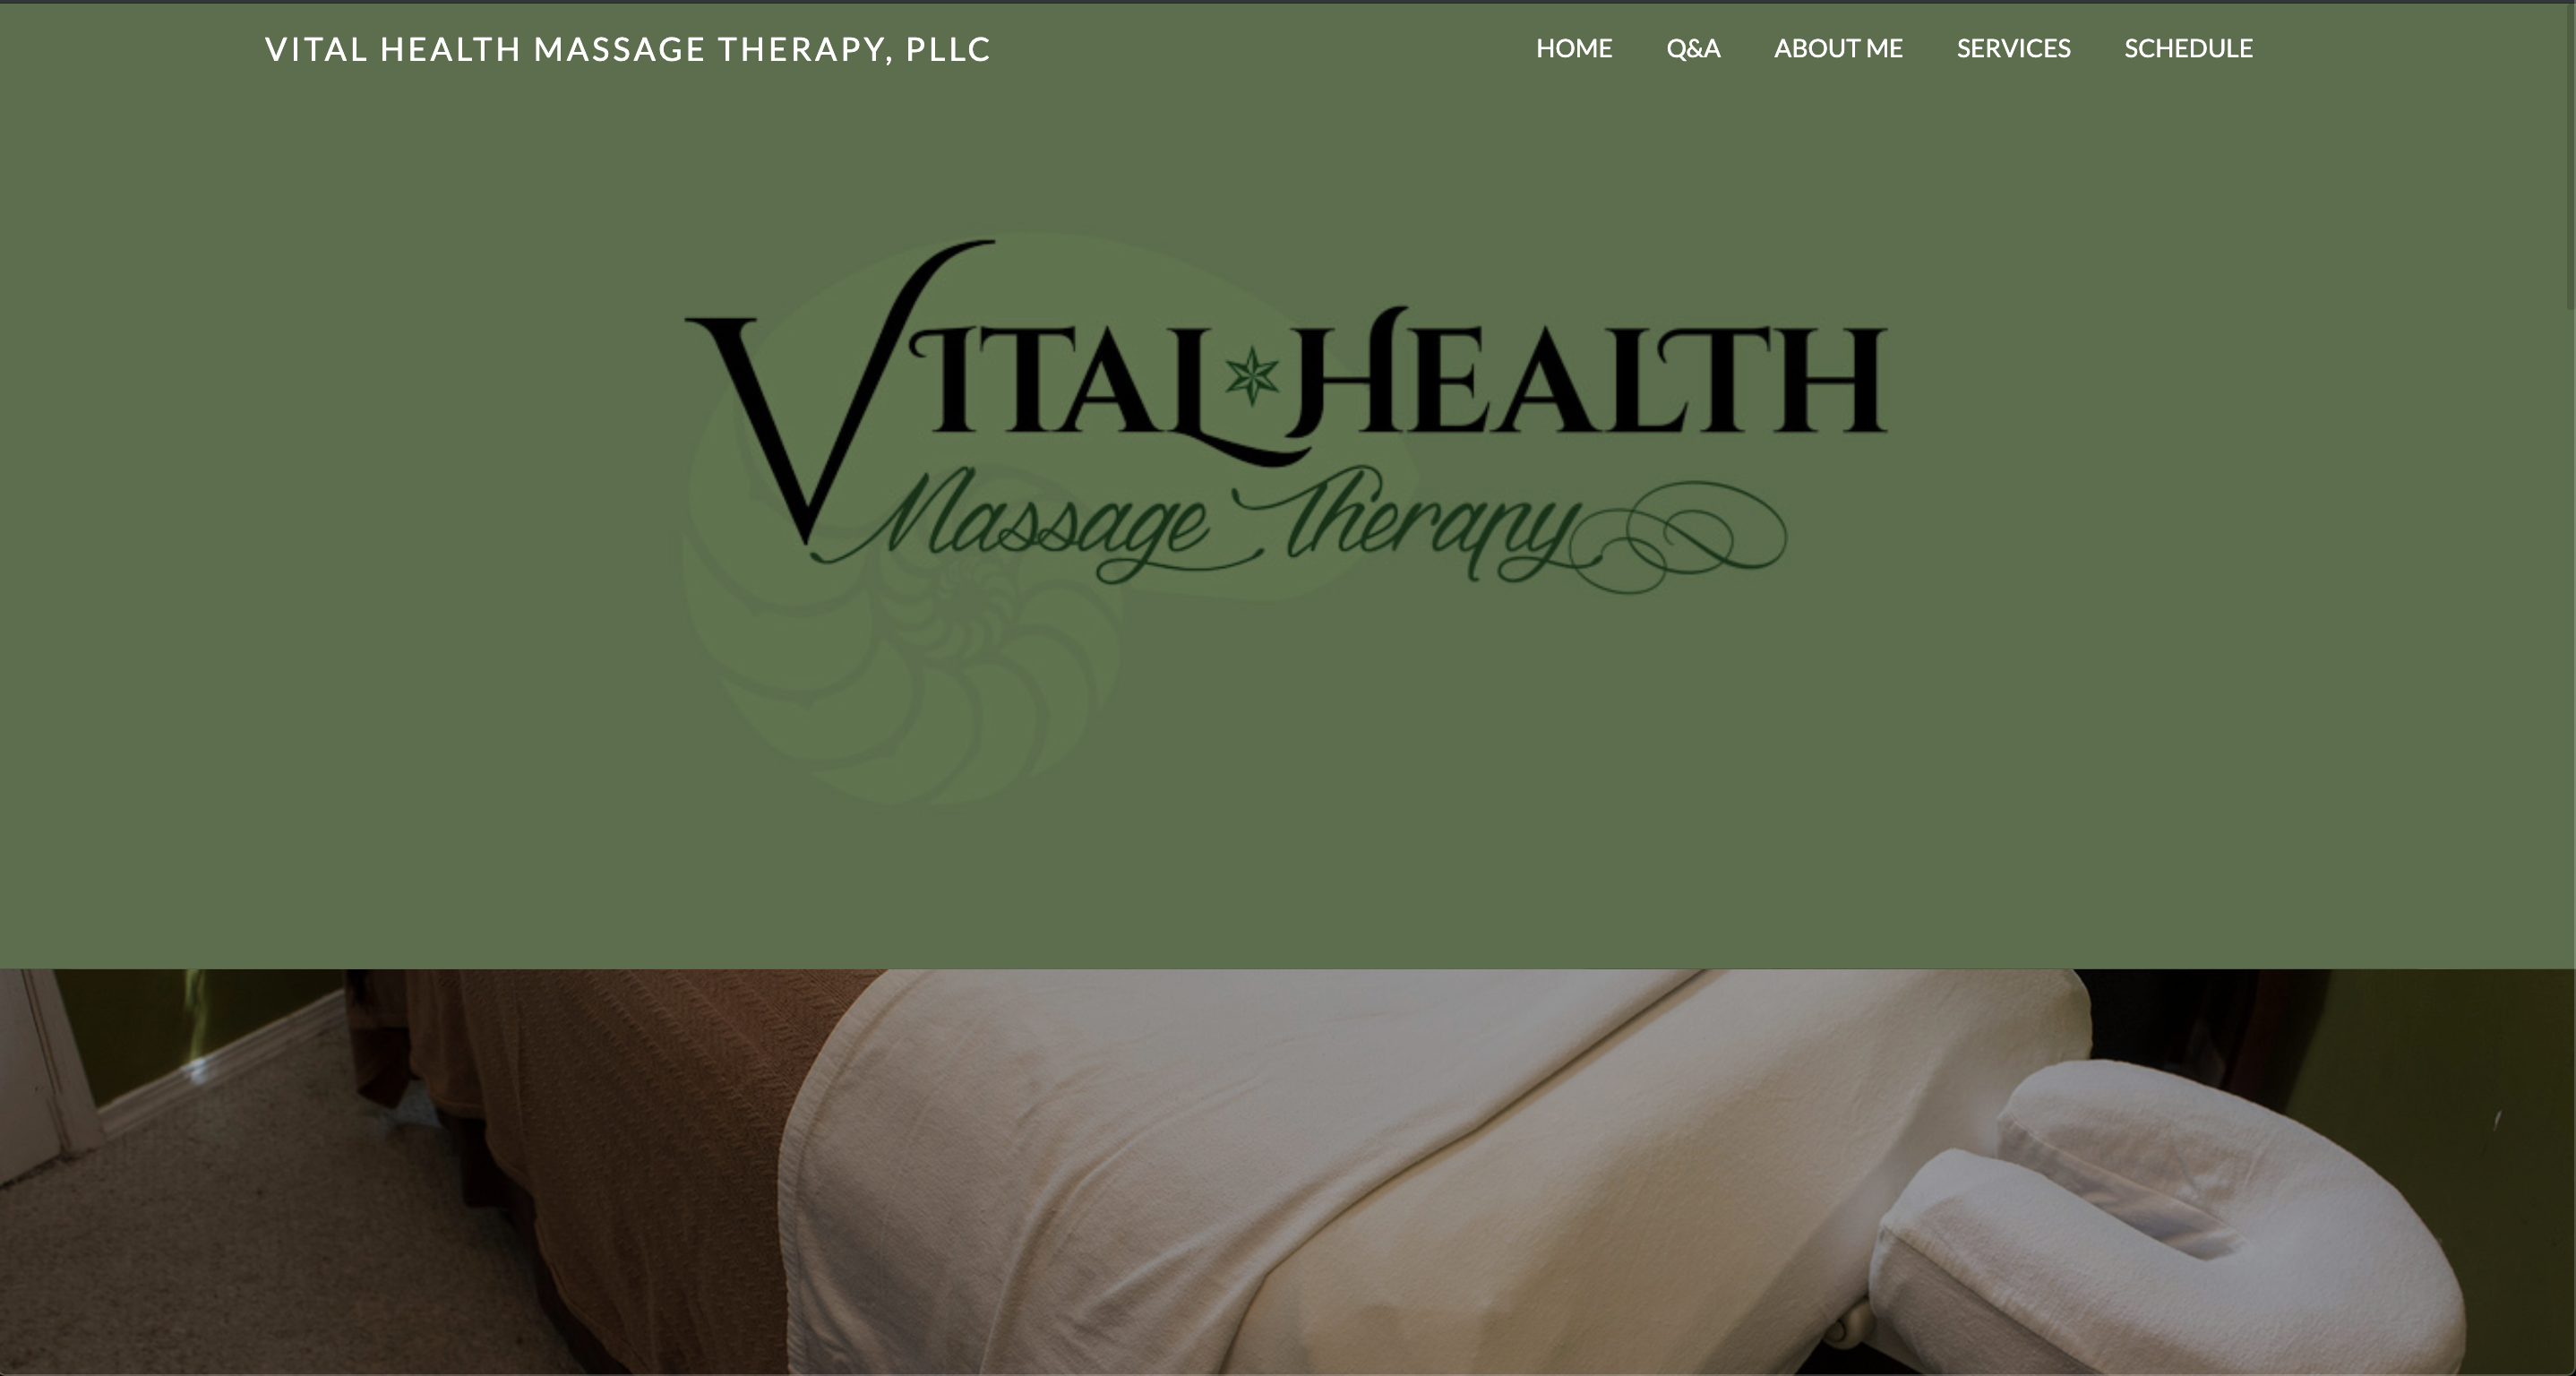 VITAL HEALTH MASSAGE THERAPY, PLLC
HOME Q&A ABOUT ME SERVICES SCHEDULE
VITAL HEALTH
Massage Therapy